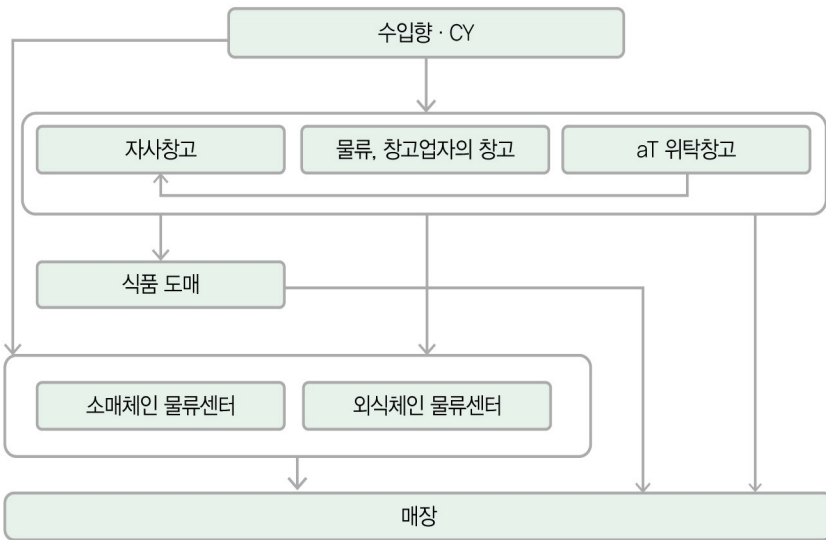 수입향 · CY
자사창고
물류, 창고업자의 창고
aT 위탁창고
식품 도매
소매체인 물류센터
외식체인 물류센터
매장